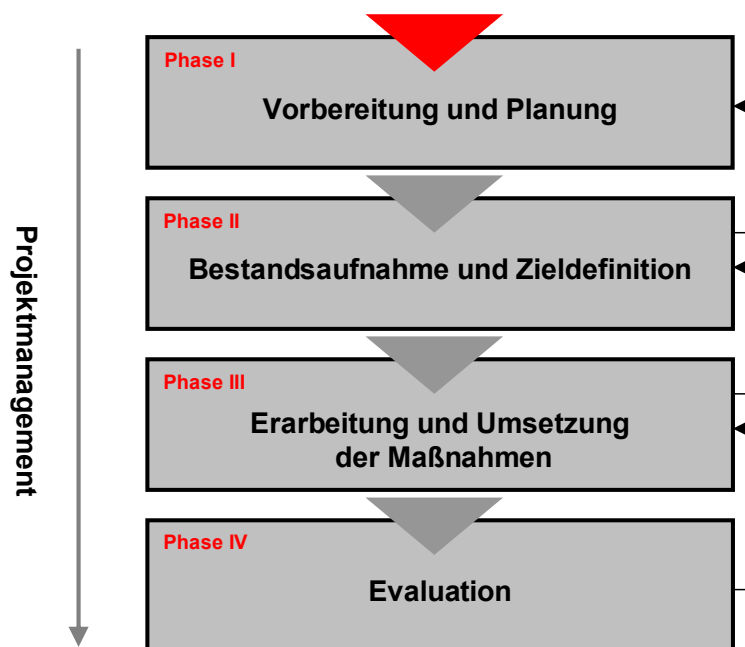 Phase I
Vorbereitung und Planung
Phase II
Bestandsaufnahme und Zieldefinition
Phase III
Erarbeitung und Umsetzung
der Maßnahmen
Phase IV
Evaluation
Projektmanagement